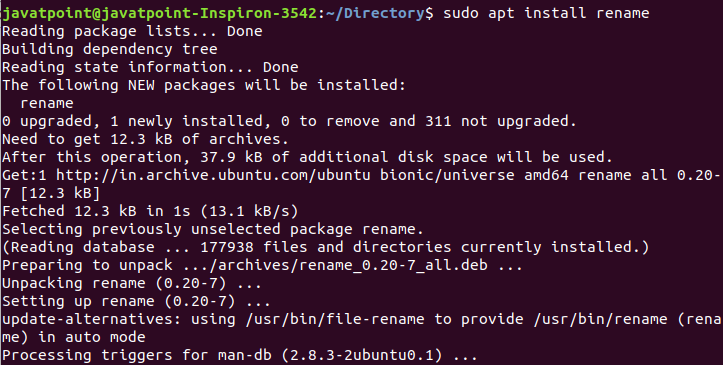 javatpoint@javatpoint-Inspiron-3542:~/Directory$ sudo apt install rename
Reading package lists... Done
Building dependency tree
Reading state information... Done
The following NEW packages will be installed:
  rename
0 upgraded, 1 newly installed, 0 to remove and 311 not upgraded.
Need to get 12.3 kB of archives.
After this operation, 37.9 kB of additional disk space will be used.
Get:1 http://in.archive.ubuntu.com/ubuntu bionic/universe amd64 rename all 0.20-
7 [12.3 kB]
Fetched 12.3 kB in 1s (13.1 kB/s)
Selecting previously unselected package rename.
(Reading database ... 177938 files and directories currently installed.)
Preparing to unpack .../archives/rename_0.20-7_all.deb ...
Unpacking rename (0.20-7) ...
Setting up rename (0.20-7) ...
update-alternatives: using /usr/bin/file-rename to provide /usr/bin/rename (rena
me) in auto mode
Processing triggers for man-db (2.8.3-2ubuntu0.1) ...